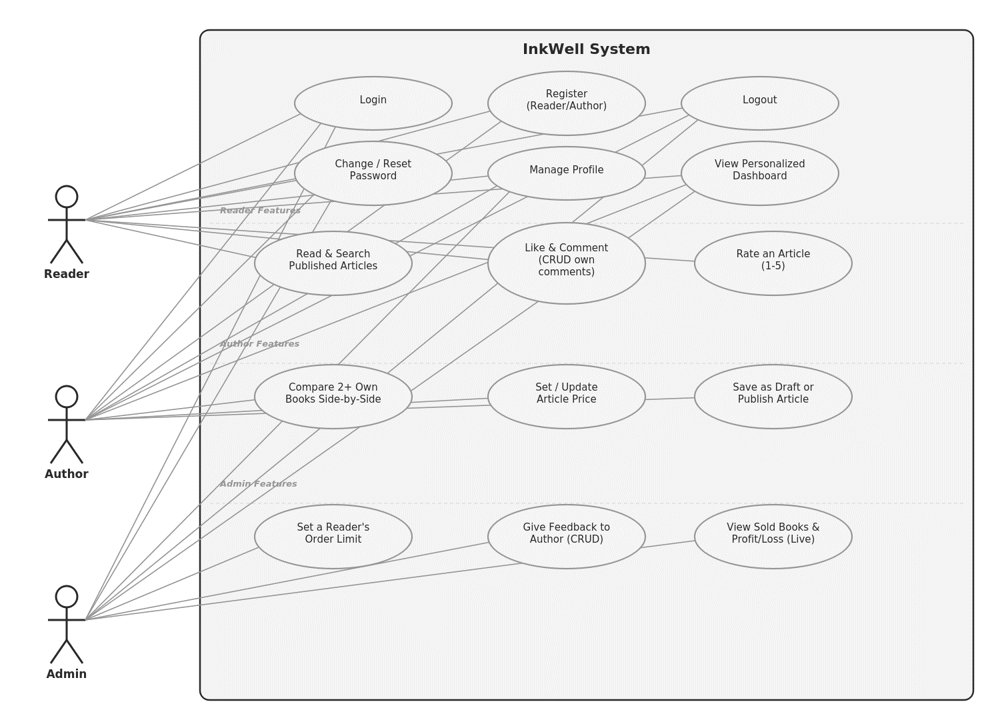 InkWell System
Login
Register
(Reader/Author)
Logout
Change / Reset
Password
Manage Profile
View Personalized
Dashboard
Reader Features
Read & Search
Published Articles
Like & Comment
(CRUD own
comments)
Rate an Article
(1-5)
Reader
Author Features
Compare 2+ Own
Books Side-by-Side
Set / Update
Article Price
Save as Draft or
Publish Article
Author
Admin Features
Set a Reader's
Order Limit
Give Feedback to
Author (CRUD)
View Sold Books &
Profit/Loss (Live)
Admin